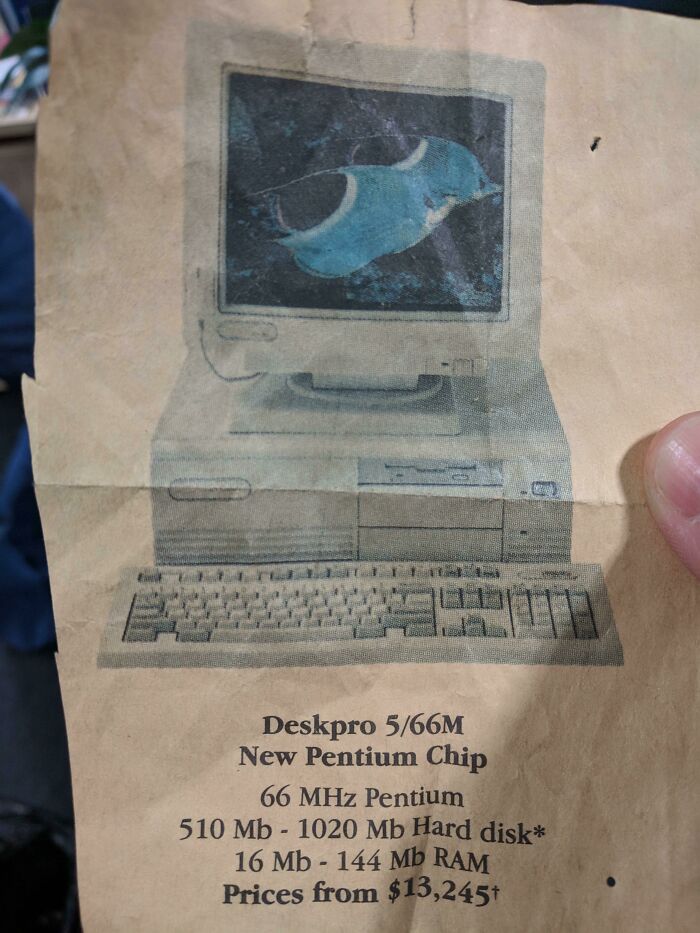 Deskpro 5/66M
New Pentium Chip
66 MHz Pentium
510 Mb - 1020 Mb Hard disk*
16 Mb - 144 Mb RAM
Prices from $13,245†